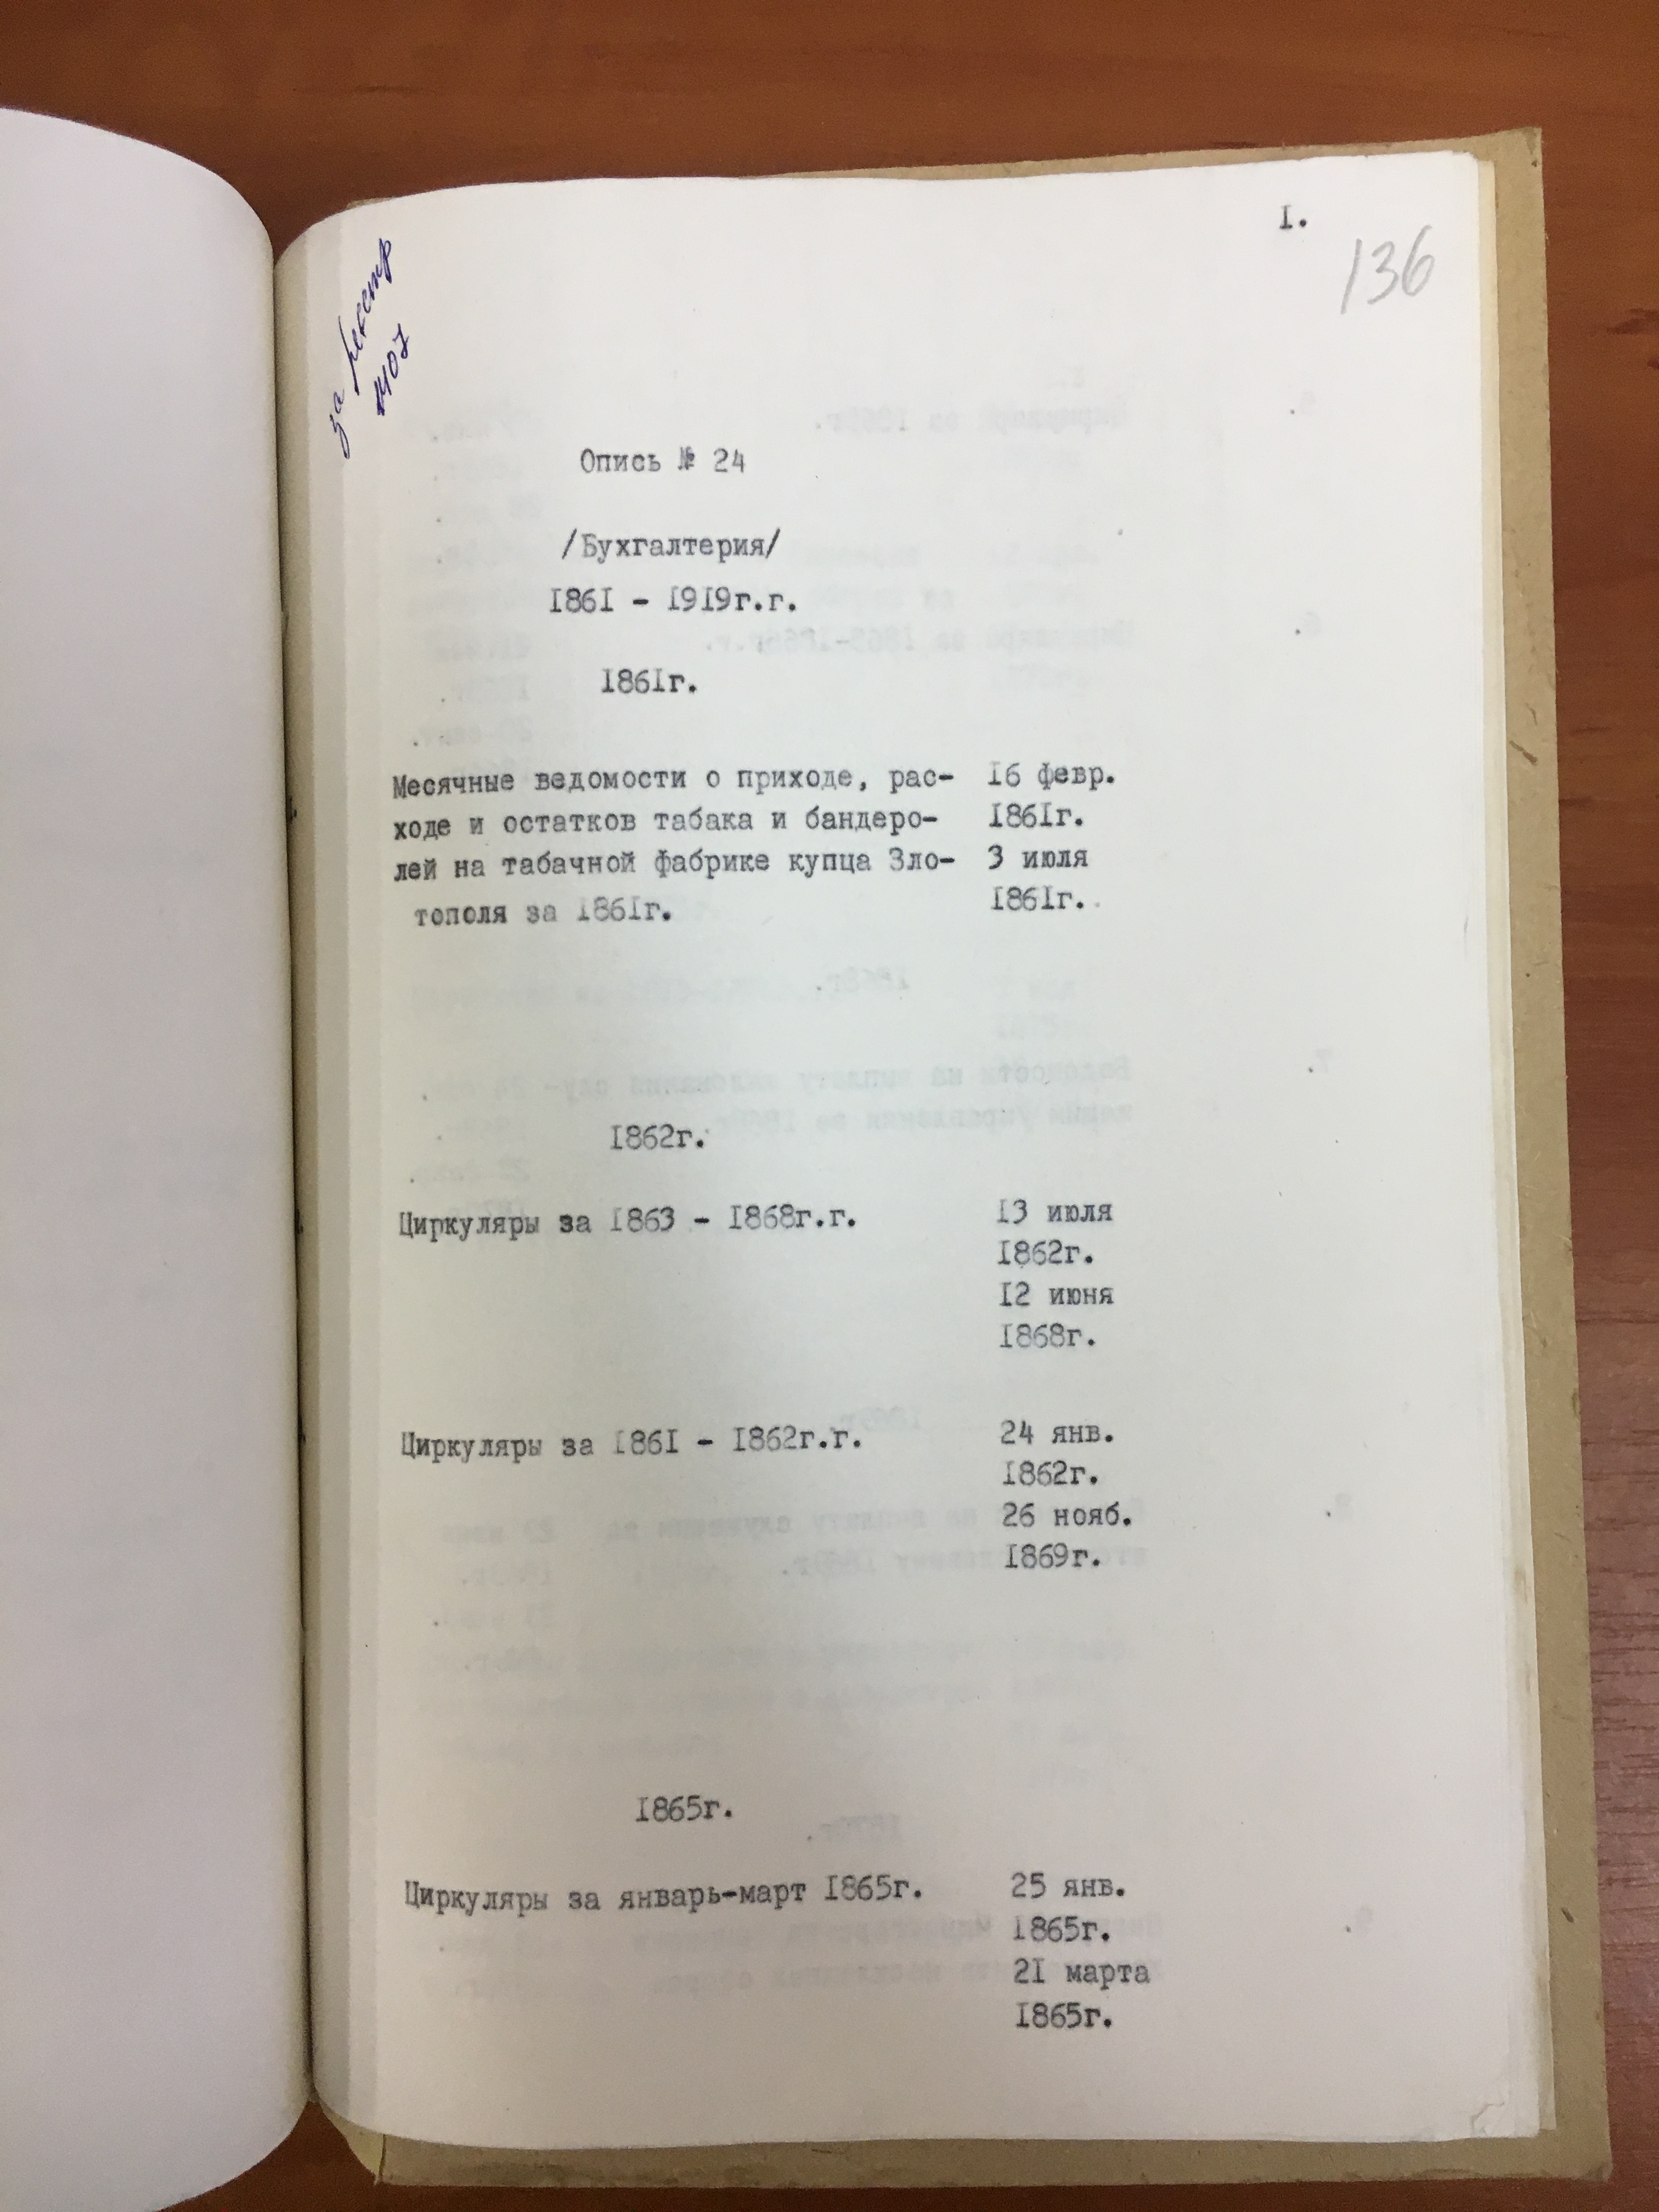 I.
136
за реестр
1407
Опись № 24
/Бухгалтерия/
I86I - I9I9г.г.
I86Iг.
Месячные ведомости о приходе, рас- I6 февр.
ходе и остатков табака и бандеро- I86Iг.
лей на табачной фабрике купца Зло- 3 июля
тополя за I86Iг. I86Iг.
I862г.
Циркуляры за I863 - I868г.г. I3 июля
I862г.
I2 июня
I868г.
Циркуляры за I86I - I862г.г. 24 янв.
I862г.
26 нояб.
I869г.
I865г.
Циркуляры за январь-март I865г. 25 янв.
I865г.
2I марта
I865г.